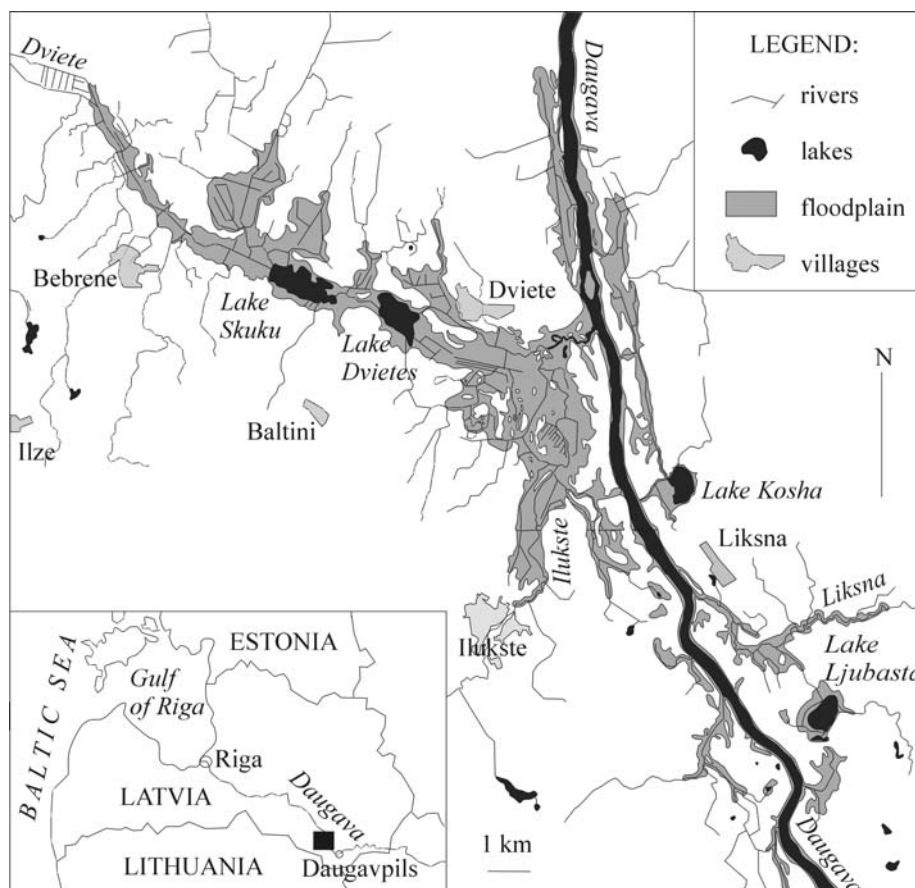 Dviete
Daugava
LEGEND:
rivers
lakes
floodplain
villages
Bebrene
Lake
Skuku
Dviete
Lake
Dvietes
N
Baltini
Ilze
Lake Kosha
Liksna
Ilukste
Liksna
Ilukste
Lake
Ljubasta
BALTIC SEA
ESTONIA
Gulf
of Riga
Riga
LATVIA
Daugava
LITHUANIA
Daugavpils
1 km
Daugava